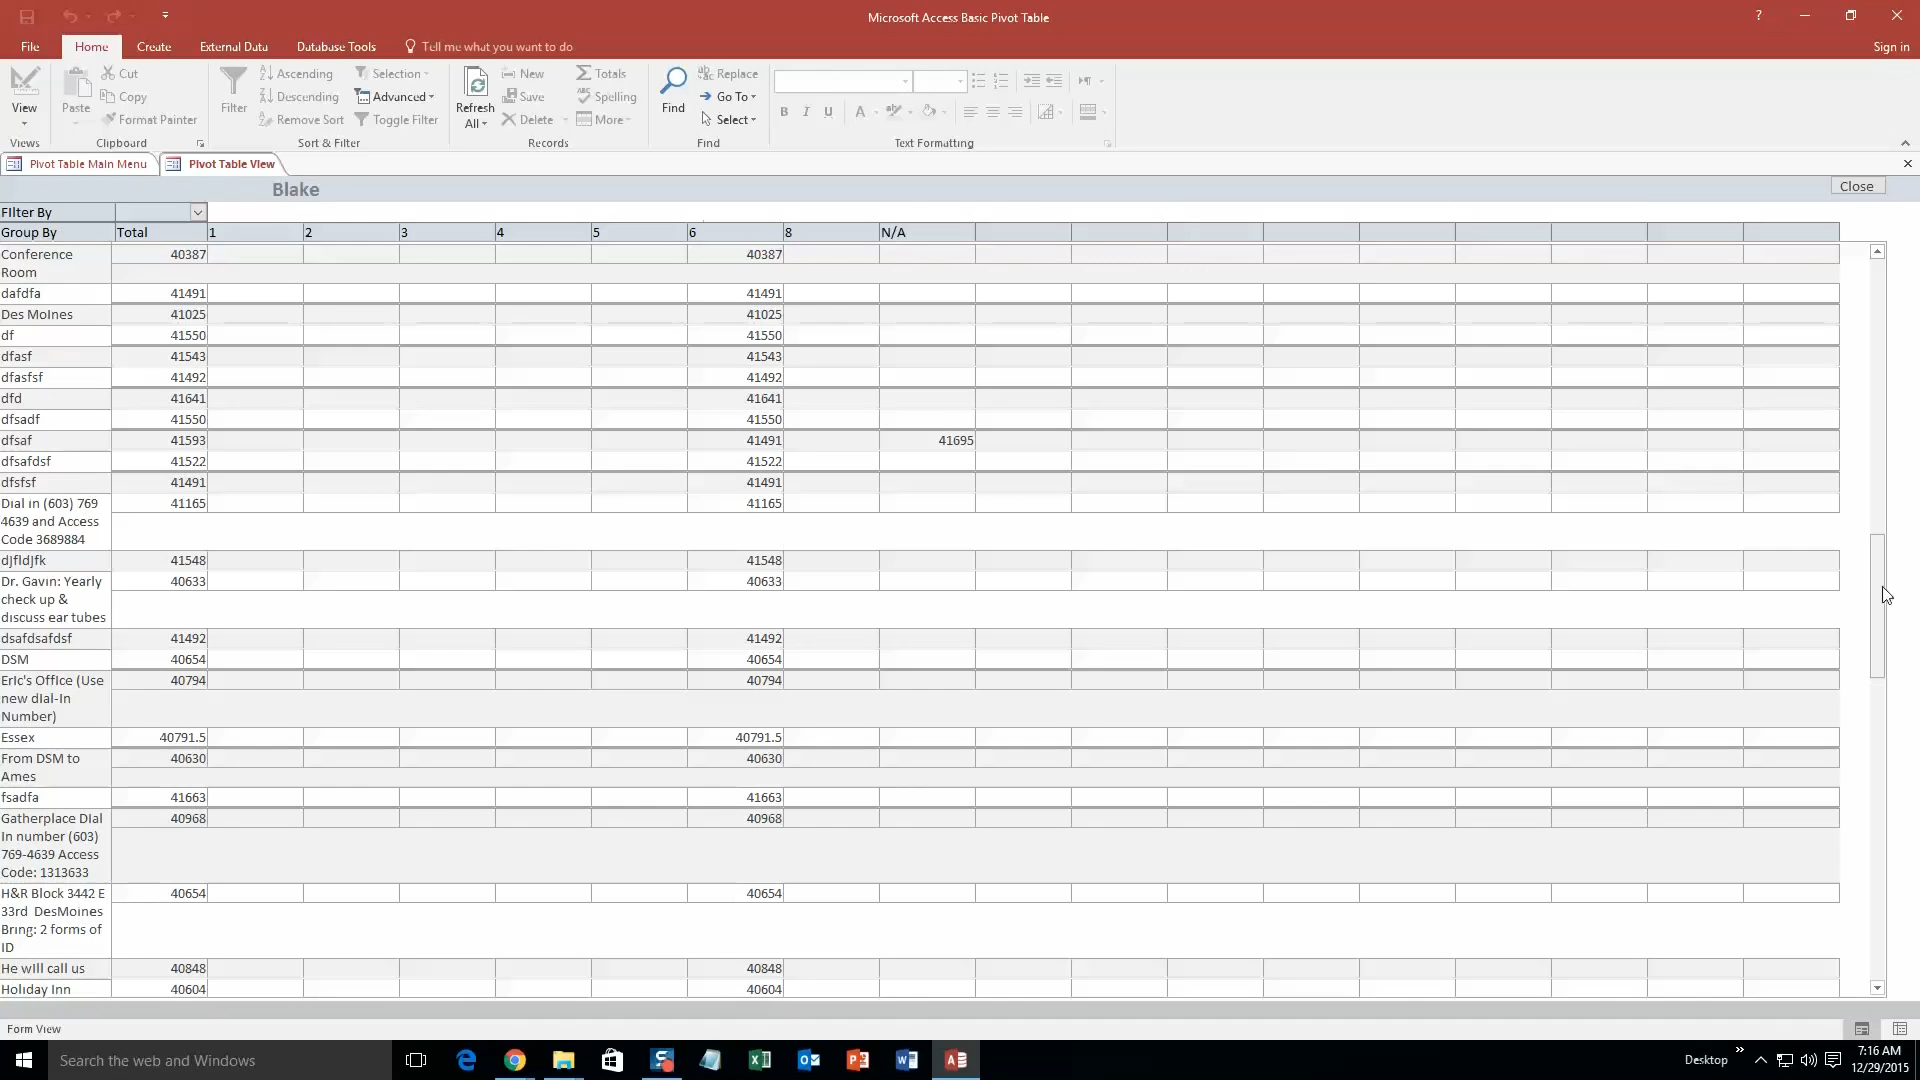 Microsoft Access Basic Pivot Table
?
File Home Create External Data Database Tools Tell me what you want to do Sign in
View
Views
Paste
Cut
Copy
Format Painter
Clipboard
Filter
Ascending
Descending
Remove Sort
Selection
Advanced
Toggle Filter
Sort & Filter
Refresh
All
New
Save
Delete
Totals
Spelling
More
Records
Find
Replace
Go To
Select
Find
B I U A
Text Formatting
Pivot Table Main Menu Pivot Table View
Blake Close
Filter By
Group By Total 1 2 3 4 5 6 8 N/A
Conference 40387 40387
Room
dafdfa 41491 41491
Des Moines 41025 41025
df 41550 41550
dfasf 41543 41543
dfasfsf 41492 41492
dfd 41641 41641
dfsadf 41550 41550
dfsaf 41593 41491 41695
dfsafdsf 41522 41522
dfsfsf 41491 41491
Dial in (603) 769 41165 41165
4639 and Access
Code 3689884
djfldjfk 41548 41548
Dr. Gavin: Yearly 40633 40633
check up &
discuss ear tubes
dsafdsafdsf 41492 41492
DSM 40654 40654
Eric's Office (Use 40794 40794
new dial-in
Number)
Essex 40791.5 40791.5
From DSM to 40630 40630
Ames
fsadfa 41663 41663
Gatherplace Dial 40968 40968
In number (603)
769-4639 Access
Code: 1313633
H&R Block 3442 E 40654 40654
33rd DesMoines
Bring: 2 forms of
ID
He will call us 40848 40848
Holiday Inn 40604 40604
Form View
Search the web and Windows
Desktop
7:16 AM
12/29/2015